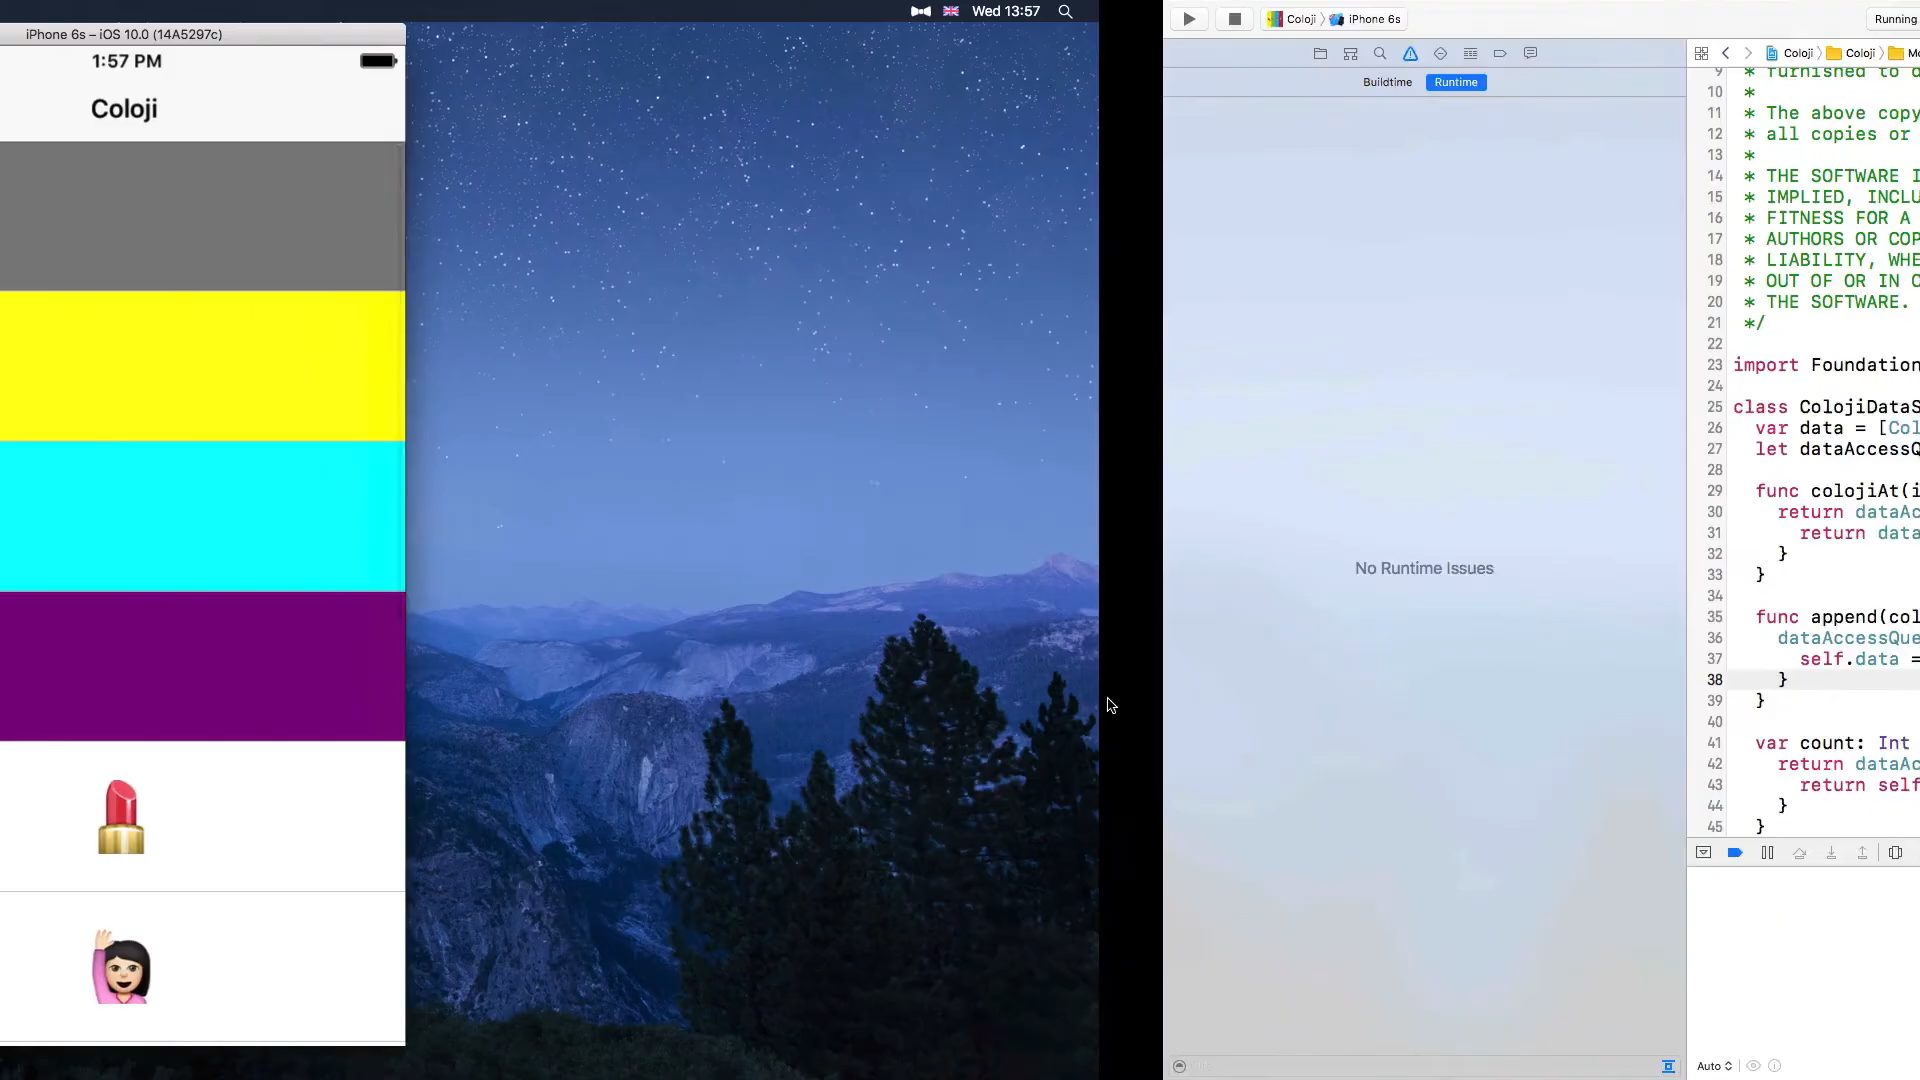 Wed 13:57
iPhone 6s – iOS 10.0 (14A5297c)
1:57 PM
Coloji
Coloji
iPhone 6s
Running
Buildtime
Runtime
No Runtime Issues
Coloji
Coloji
9 * furnished to d
10 *
11 * The above copy
12 * all copies or
13 *
14 * THE SOFTWARE I
15 * IMPLIED, INCLU
16 * FITNESS FOR A
17 * AUTHORS OR COP
18 * LIABILITY, WHE
19 * OUT OF OR IN C
20 * THE SOFTWARE.
21 */
22
23 import Foundation
24
25 class ColojiDataS
26 var data = [Col
27 let dataAccessQ
28
29 func colojiAt(i
30 return dataAc
31 return data
32 }
33 }
34
35 func append(col
36 dataAccessQue
37 self.data =
38 }
39 }
40
41 var count: Int
42 return dataAc
43 return self
44 }
45 }
Auto